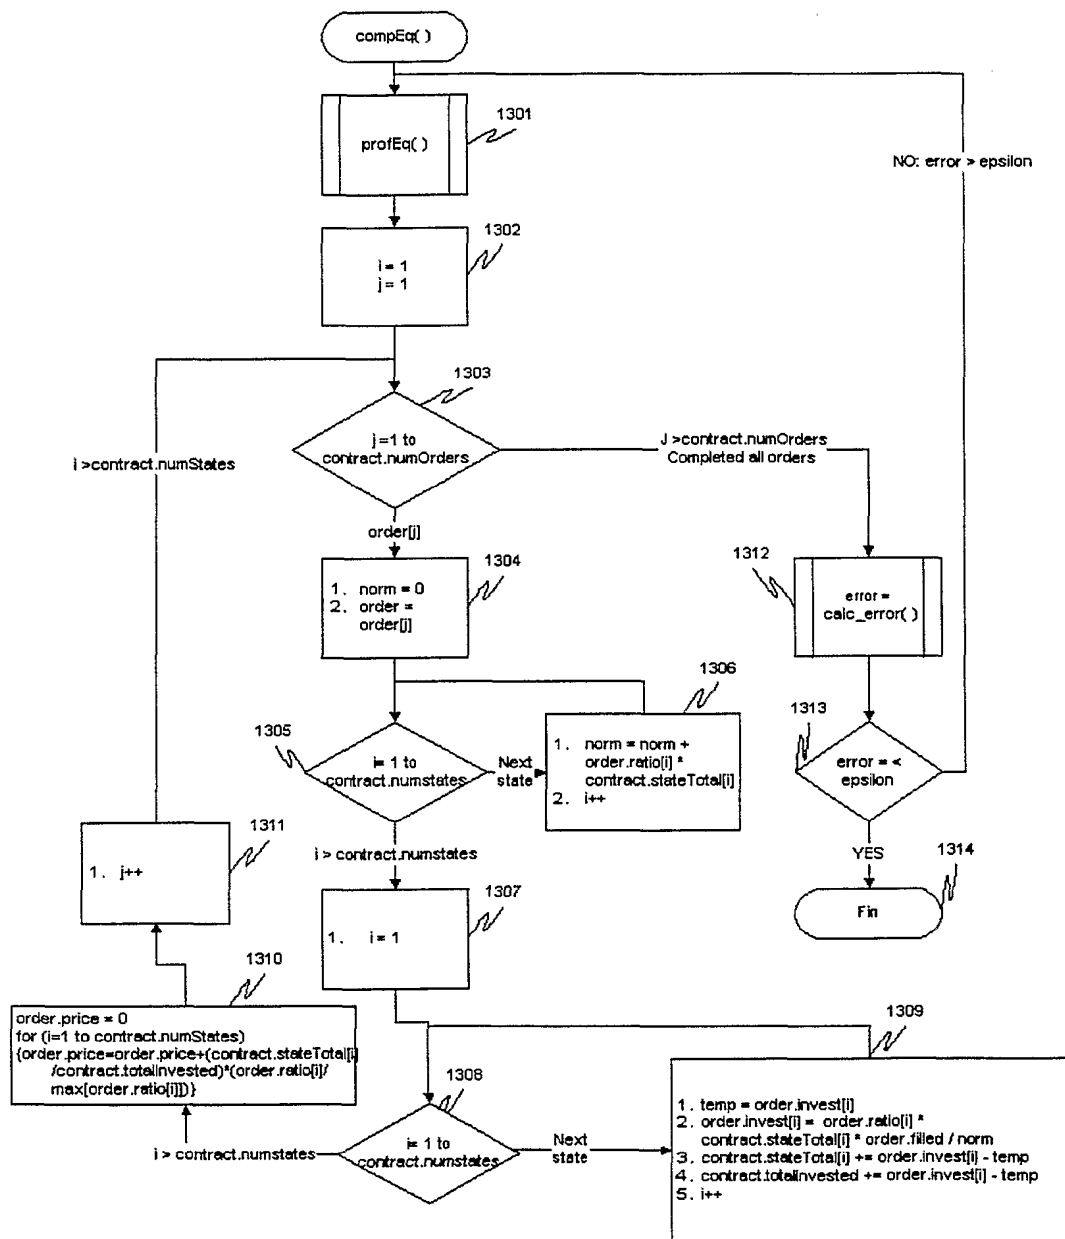 compEq( )
1301
profEq( )
NO: error > epsilon
1302
i = 1
j = 1
1303
j =1 to
contract.numOrders
J >contract.numOrders
Completed all orders
i >contract.numStates
order[j]
1304
1. norm = 0
2. order =
order[j]
1312
error =
calc_error( )
1306
1305
i= 1 to
contract.numstates
Next
state
1. norm = norm +
order.ratio[i] *
contract.stateTotal[i]
2. i++
1313
error = <
epsilon
1311
1. j++
i > contract.numstates
YES
1314
Fin
1307
1. i = 1
1310
order.price = 0
for (i=1 to contract.numStates)
{order.price=order.price+(contract.stateTotal[i]
/contract.totalInvested)*(order.ratio[i]/
max[order.ratio[i]])}
1309
1308
i= 1 to
contract.numstates
i > contract.numstates
Next
state
1. temp = order.invest[i]
2. order.invest[i] = order.ratio[i] *
contract.stateTotal[i] * order.filled / norm
3. contract.stateTotal[i] += order.invest[i] - temp
4. contract.totalInvested += order.invest[i] - temp
5. i++